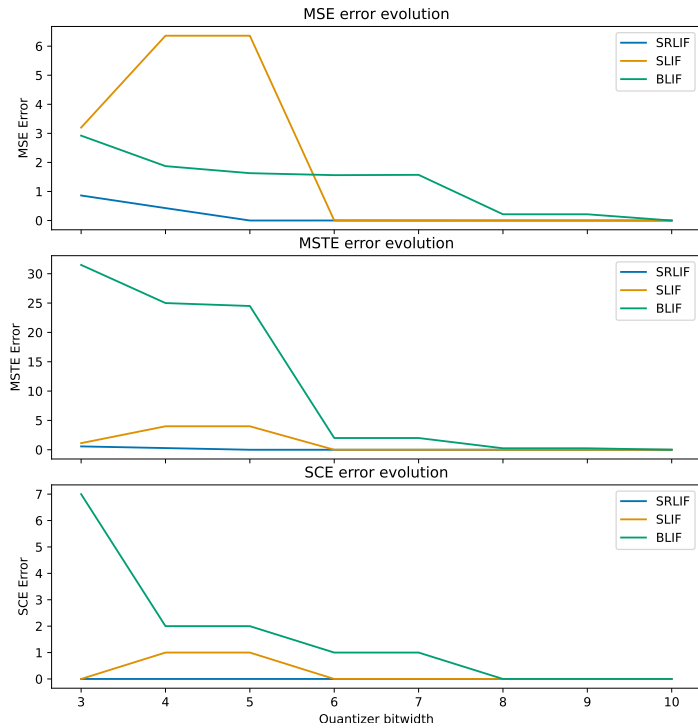 MSE error evolution
6
5
4
3
2
1
0
MSE Error
SRLIF
SLIF
BLIF
MSTE error evolution
30
25
20
15
10
5
0
MSTE Error
SRLIF
SLIF
BLIF
SCE error evolution
7
6
5
4
3
2
1
0
SCE Error
SRLIF
SLIF
BLIF
3 4 5 6 7 8 9 10
Quantizer bitwidth